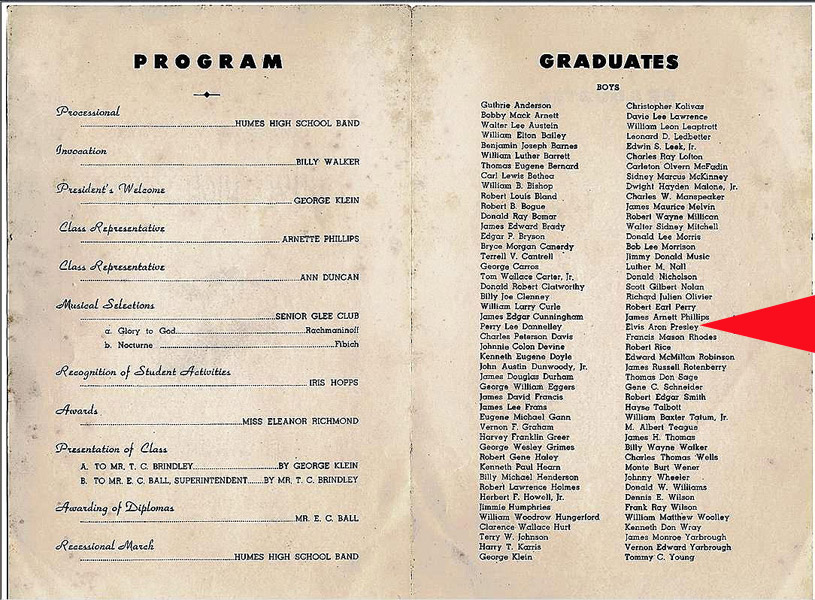 PROGRAM
Processional
HUMES HIGH SCHOOL BAND
Invocation
BILLY WALKER
President's Welcome
GEORGE KLEIN
Class Representative
ARNETTE PHILLIPS
Class Representative
ANN DUNCAN
Musical Selections
SENIOR GLEE CLUB
a. Glory to God Rachmaninoff
b. Nocturne Fibich
Recognition of Student Activities
IRIS HOPPS
Awards
MISS ELEANOR RICHMOND
Presentation of Class
A. TO MR. T. C. BRINDLEY BY GEORGE KLEIN
B. TO MR. E. C. BALL, SUPERINTENDENT BY MR. T. C. BRINDLEY
Awarding of Diplomas
MR. E. C. BALL
Recessional March
HUMES HIGH SCHOOL BAND
GRADUATES
BOYS
Guthrie Anderson
Bobby Mack Arnett
Walter Lee Austein
William Elton Bailey
Benjamin Joseph Barnes
William Luther Barrett
Thomas Eugene Bernard
Carl Lewis Bethea
William B. Bishop
Robert Louis Bland
Robert B. Bogue
Donald Ray Bomar
James Edward Brady
Edgar P. Bryson
Bryce Morgan Canerdy
Terrell V. Cantrell
George Carros
Tom Wallace Carter, Jr.
Donald Robert Clatworthy
Billy Joe Clenney
William Larry Curle
James Edgar Cunningham
Perry Lee Dannelley
Charles Peterson Davis
Johnnie Colon Devine
Kenneth Eugene Doyle
John Austin Dunwoody, Jr.
James Douglas Durham
George William Eggers
James David Francis
James Lee Frans
Eugene Michael Gann
Vernon F. Graham
Harvey Franklin Greer
George Wesley Grimes
Robert Gene Haley
Kenneth Paul Hearn
Billy Michael Henderson
Robert Lawrence Holmes
Herbert F. Howell, Jr.
Jimmie Humphries
William Woodrow Hungerford
Clarence Wallace Hurt
Terry W. Johnson
Harry T. Karris
George Klein
Christopher Kolivas
Davie Lee Lawrence
William Leon Leaptrott
Leonard D. Ledbetter
Edwin S. Leek, Jr.
Charles Ray Lofton
Carleton Olvern McFadin
Sidney Marcus McKinney
Dwight Hayden Malone, Jr.
Charles W. Manspeaker
James Maurice Melvin
Robert Wayne Millican
Walter Sidney Mitchell
Donald Lee Morris
Bob Lee Morrison
Jimmy Donald Music
Luther M. Nall
Donald Nicholson
Scott Gilbert Nolan
Richard Julien Olivier
Robert Earl Perry
James Arnett Phillips
Elvis Aron Presley
Francis Mason Rhodes
Robert Rice
Edward McMillan Robinson
James Russell Rotenberry
Thomas Don Sage
Gene C. Schneider
Robert Edgar Smith
Hayse Talbott
William Baxter Tatum, Jr.
M. Albert Teague
James H. Thomas
Billy Wayne Walker
Charles Thomas Wells
Monte Burt Wener
Johnny Wheeler
Donald W. Williams
Dennis E. Wilson
Frank Ray Wilson
William Matthew Woolley
Kenneth Don Wray
James Monroe Yarbrough
Vernon Edward Yarbrough
Tommy C. Young